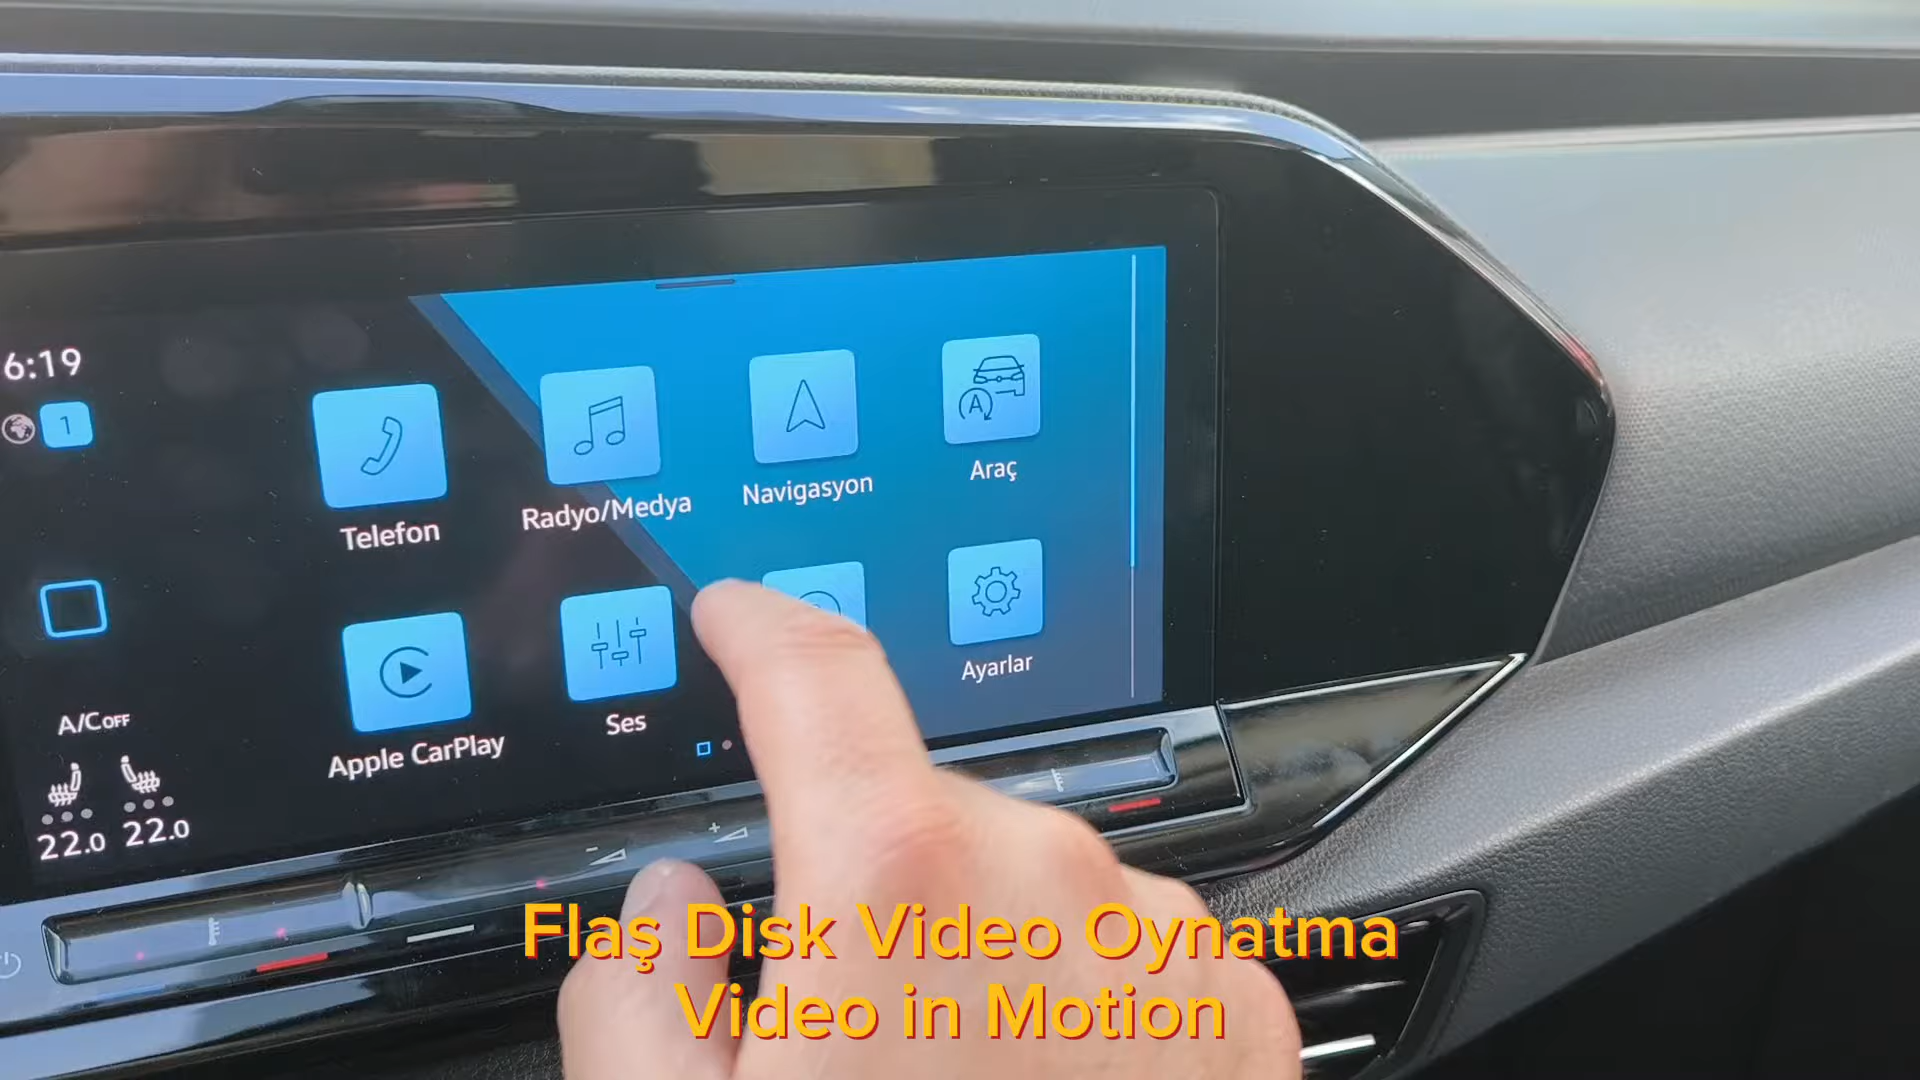 6:19
1
Telefon
Radyo/Medya
Navigasyon
A
Araç
Apple CarPlay
Ses
Ayarlar
A/C OFF
22.0 22.0
- +
Flaş Disk Video Oynatma
Video in Motion